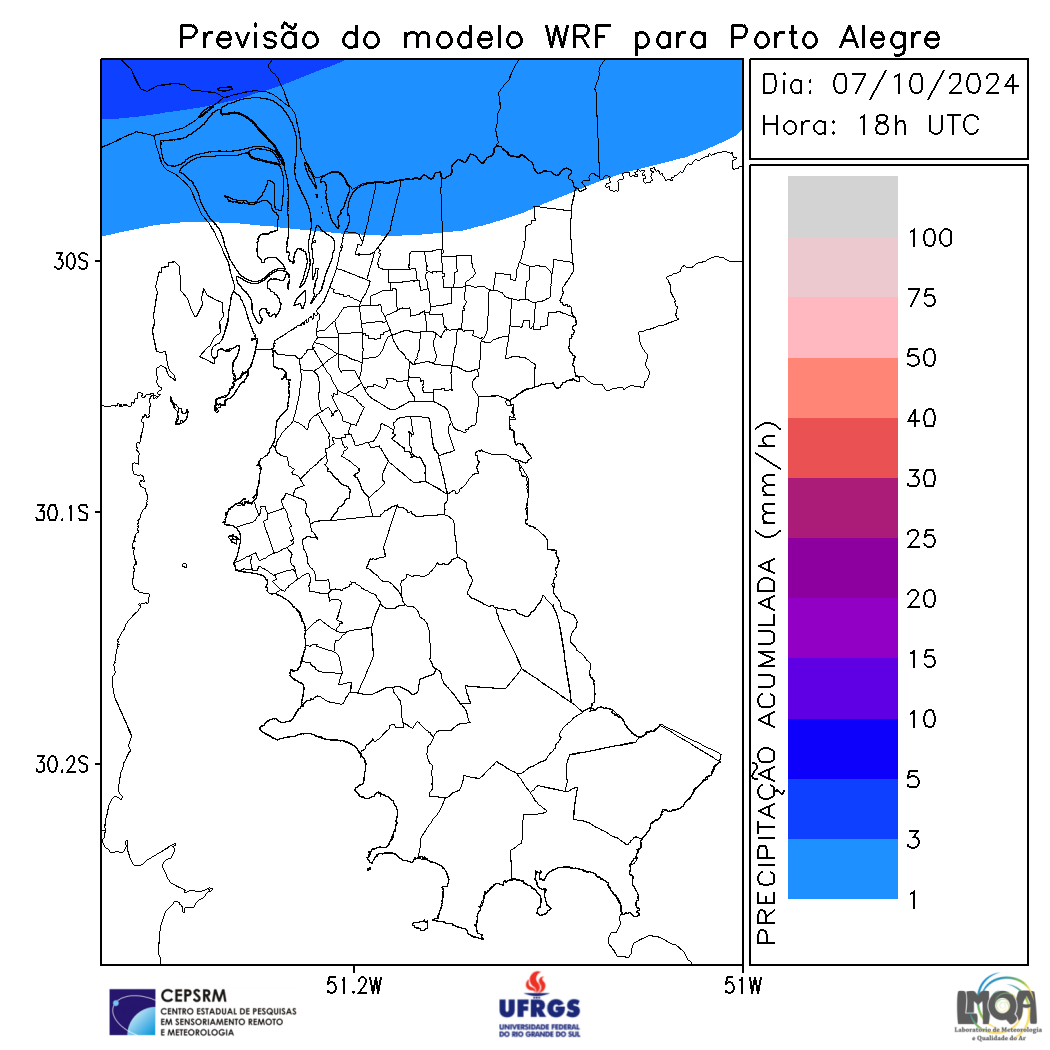 Previsão do modelo WRF para Porto Alegre
Dia: 07/10/2024
Hora: 18h UTC
30S
30.1S
30.2S
51.2W
51W
PRECIPITAÇÃO ACUMULADA (mm/h)
100
75
50
40
30
25
20
15
10
5
3
1
CEPSRM
CENTRO ESTADUAL DE PESQUISAS
EM SENSORIAMENTO REMOTO
E METEOROLOGIA
UFRGS
UNIVERSIDADE FEDERAL
DO RIO GRANDE DO SUL
LMQA
Laboratório de Meteorologia
e Qualidade do Ar